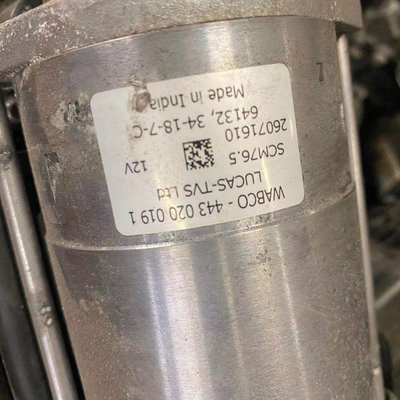 WABCO - 443 020 019 1
LUCAS-TVS Ltd
SCM76.5 12V
26071610
64132, 34-18-7-C
Made in India